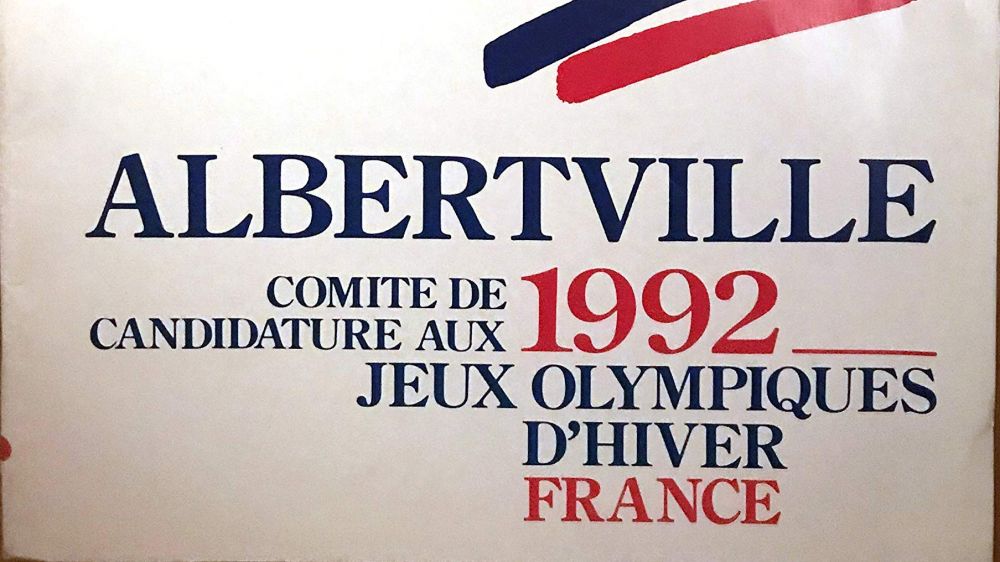 ALBERTVILLE
COMITE DE
CANDIDATURE AUX 1992
JEUX OLYMPIQUES
D'HIVER
FRANCE